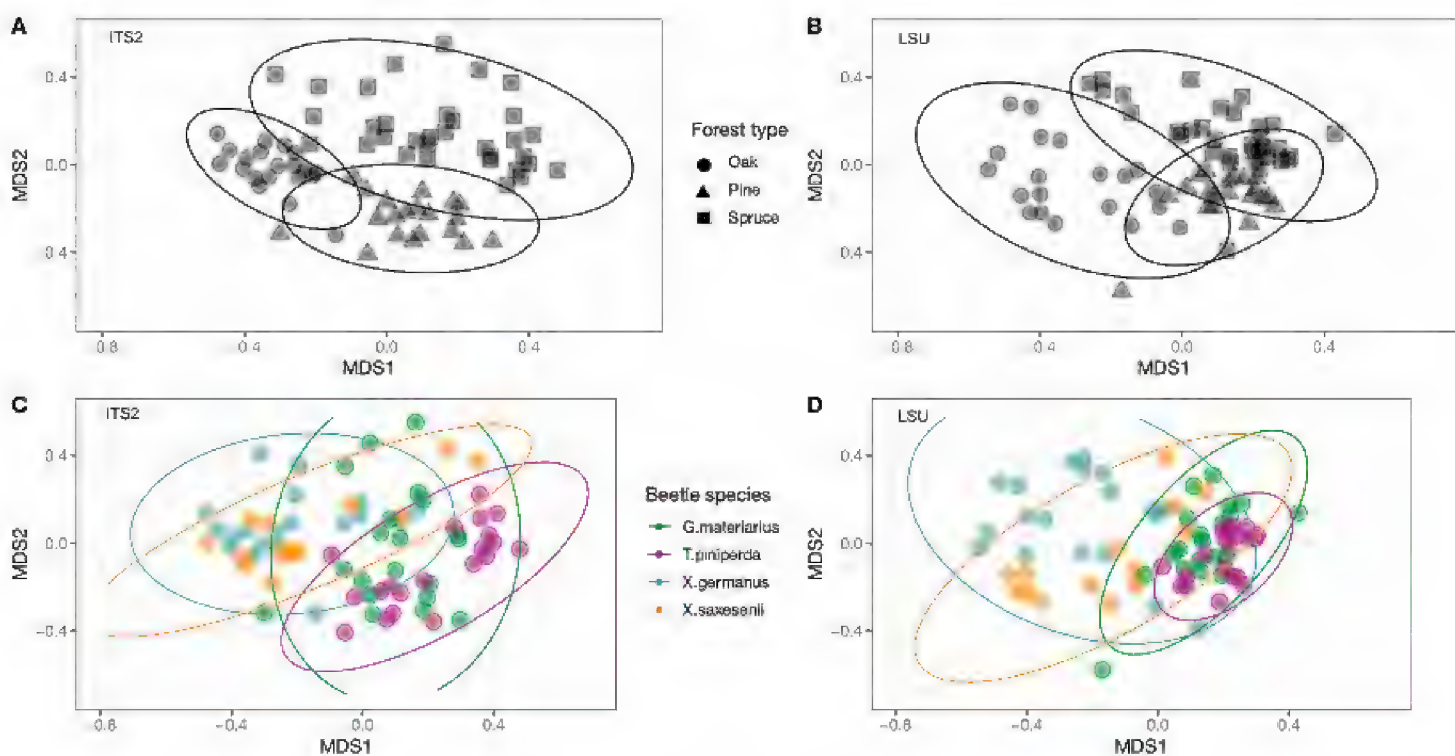 A
ITS2
0.4
0.0
0.4
MDS2
0.8
0.4
0.0
0.4
MDS1
Forest type
Oak
Pine
Spruce
B
LSU
0.4
0.0
0.4
MDS2
0.8
0.4
0.0
0.4
MDS1
C
ITS2
0.4
0.0
−0.4
MDS2
0.8
−0.4
0.0
0.4
MDS1
Beetle species
G.materiarius
T.piniperda
X.germanus
X.saxesenii
D
LSU
0.4
0.0
−0.4
MDS2
−0.8
−0.4
0.0
0.4
MDS1